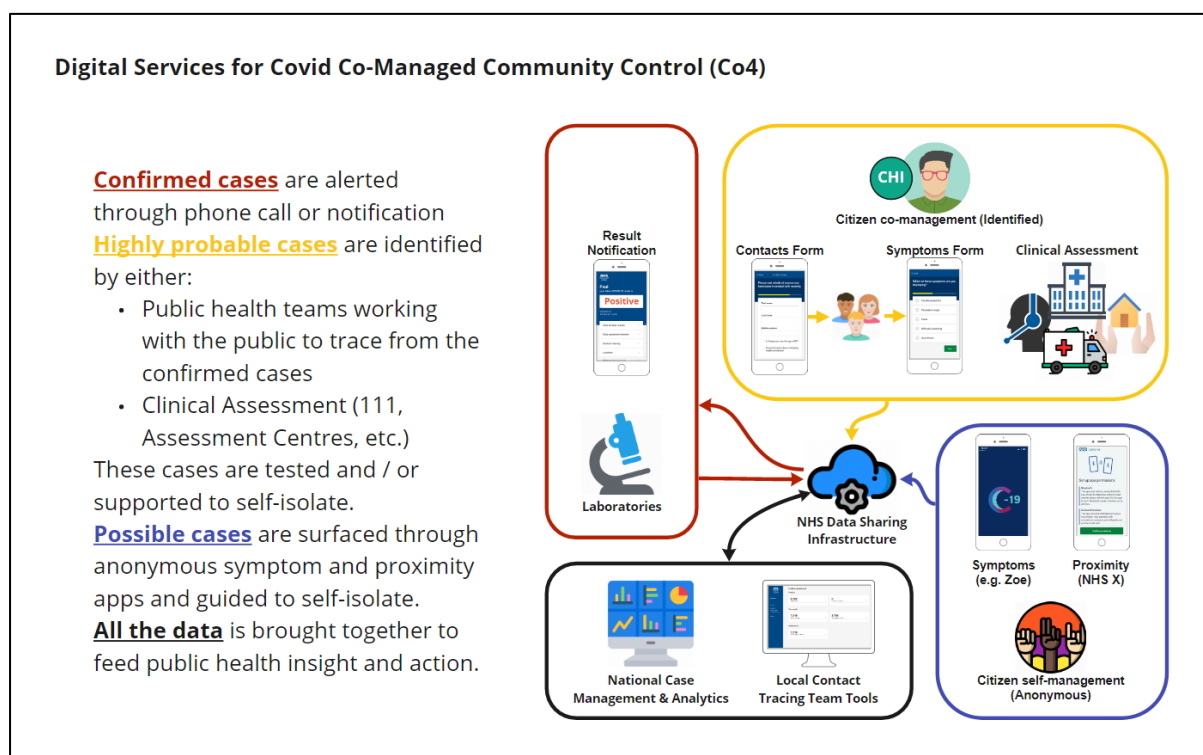 Digital Services for Covid Co-Managed Community Control (Co4)
Confirmed cases are alerted
through phone call or notification
Highly probable cases are identified
by either:
• Public health teams working
with the public to trace from the
confirmed cases
• Clinical Assessment (111,
Assessment Centres, etc.)
These cases are tested and / or
supported to self-isolate.
Possible cases are surfaced through
anonymous symptom and proximity
apps and guided to self-isolate.
All the data is brought together to
feed public health insight and action.
Result
Notification
Positive
Laboratories
CHI
Citizen co-management (Identified)
Contacts Form
Symptoms Form
Clinical Assessment
NHS Data Sharing
Infrastructure
C-19
Symptoms
(e.g. Zoe)
Proximity
(NHS X)
Citizen self-management
(Anonymous)
National Case
Management & Analytics
Local Contact
Tracing Team Tools